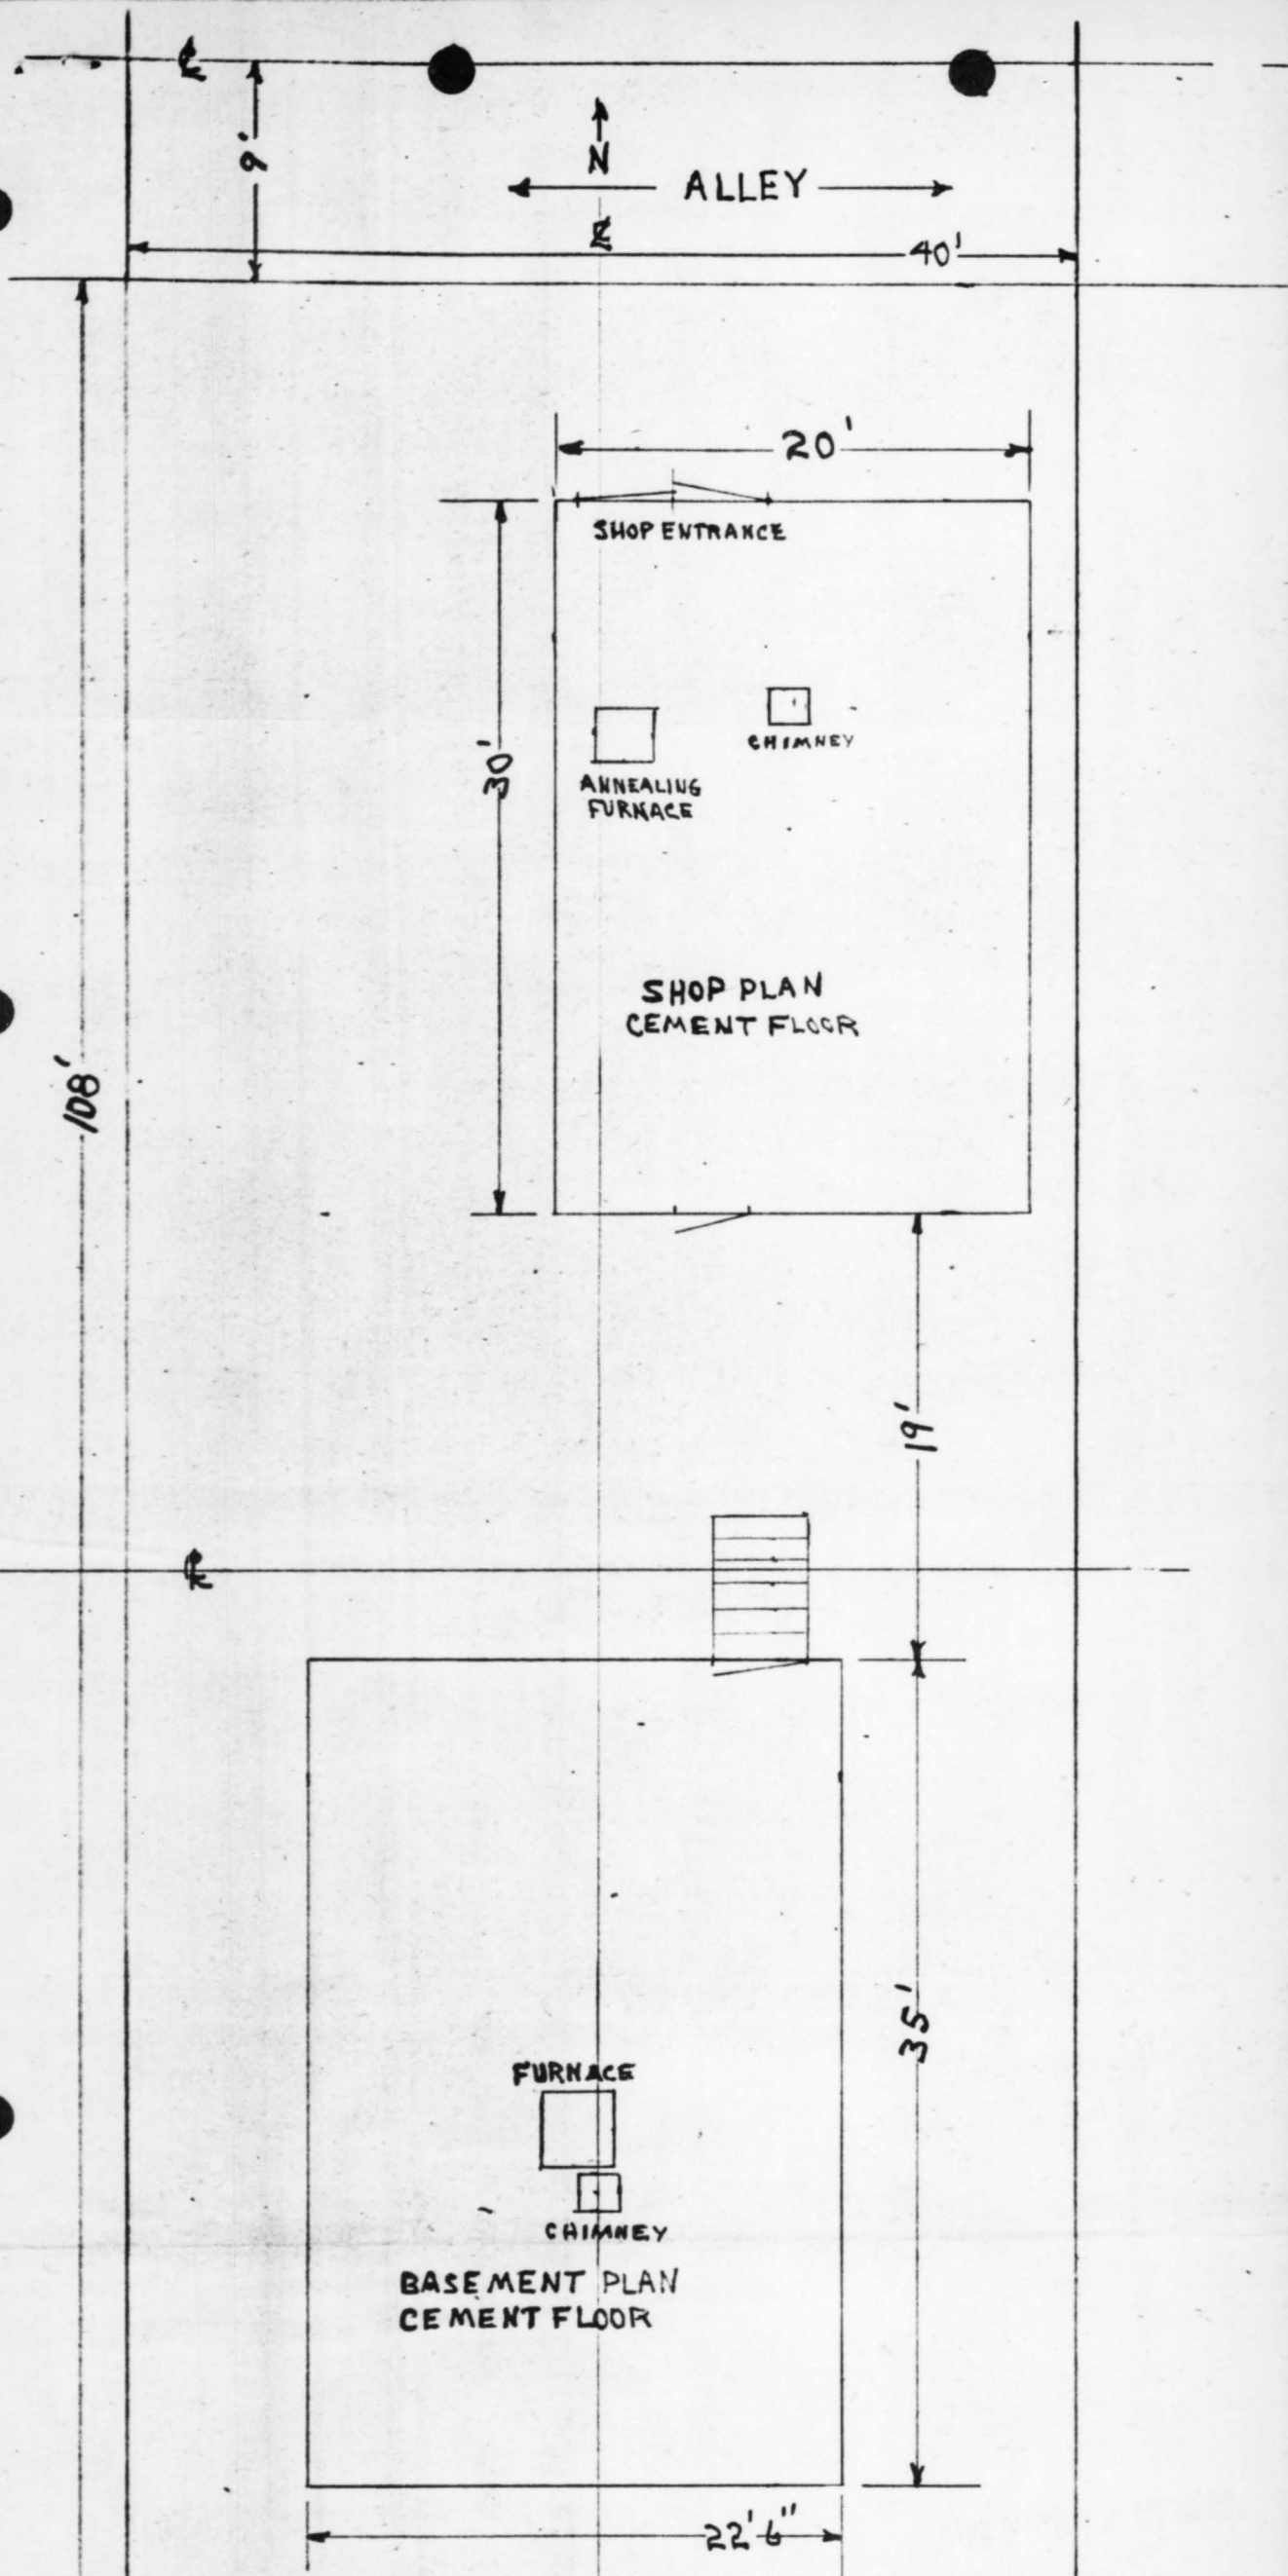 ℄
9'
N
ALLEY
℄
40'
20'
SHOP ENTRANCE
30'
CHIMNEY
ANNEALING
FURNACE
SHOP PLAN
CEMENT FLOOR
108'
19'
℄
35'
FURNACE
CHIMNEY
BASEMENT PLAN
CEMENT FLOOR
22'6"